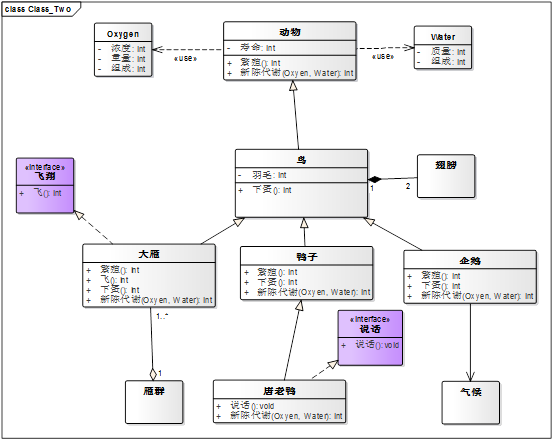 class Class_Two
Oxygen
- 浓度: Int
- 重量: Int
- 组成: Int
动物
- 寿命: Int
+ 繁殖(): Int
+ 新陈代谢(Oxyen, Water): Int
Water
- 质量: Int
- 组成: Int
«use»
«use»
鸟
- 羽毛: Int
+ 下蛋(): Int
1
2
翅膀
«interface»
飞翔
+ 飞(): Int
大雁
+ 繁殖(): Int
+ 飞(): Int
+ 下蛋(): Int
+ 新陈代谢(Oxyen, Water): Int
鸭子
+ 繁殖(): Int
+ 下蛋(): Int
+ 新陈代谢(Oxyen, Water): Int
企鹅
+ 繁殖(): Int
+ 下蛋(): Int
+ 新陈代谢(Oxyen, Water): Int
1..*
1
«interface»
说话
+ 说话(): void
雁群
唐老鸭
+ 说话(): void
+ 新陈代谢(Oxyen, Water): Int
气候